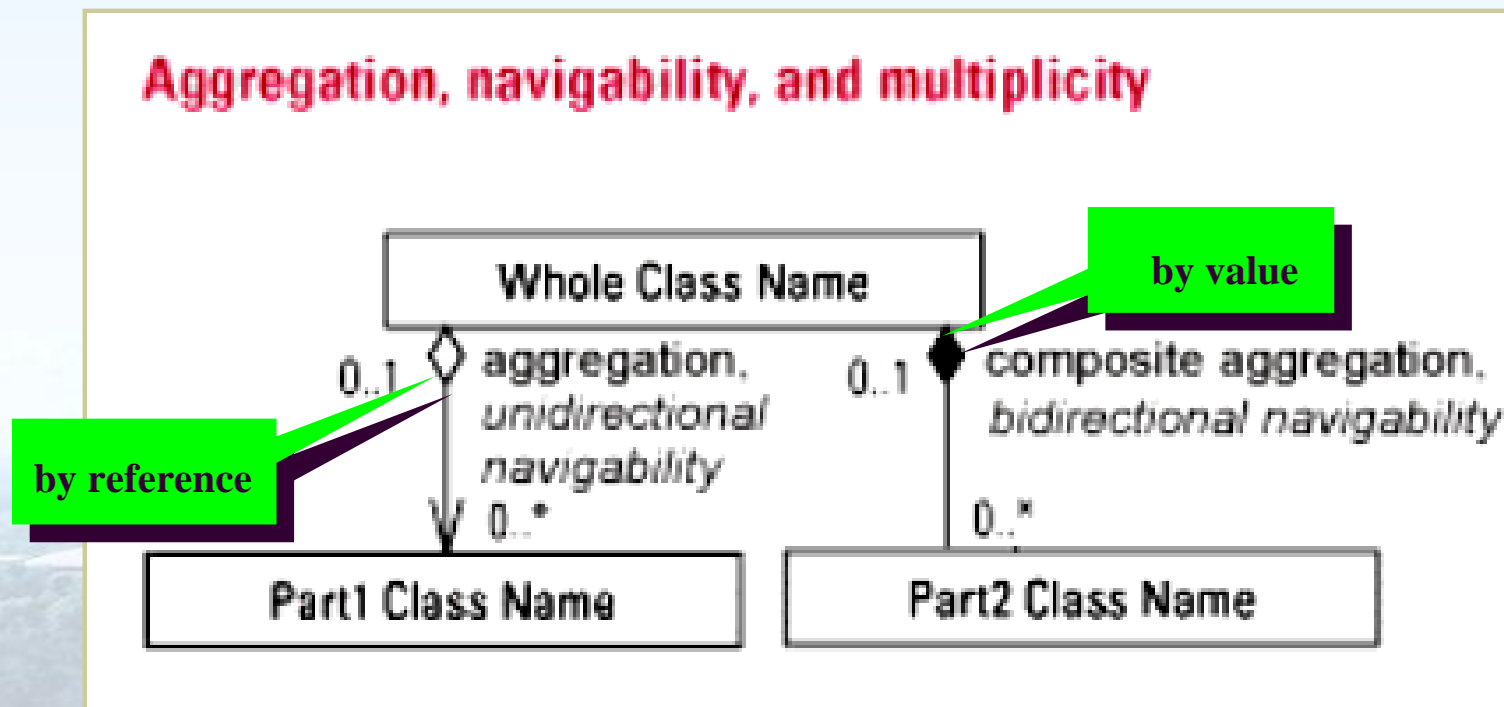 Aggregation, navigability, and multiplicity
Whole Class Name
by value
0..1
aggregation,
unidirectional
navigability
0..*
by reference
0..1
composite aggregation,
bidirectional navigability
0..*
Part1 Class Name
Part2 Class Name